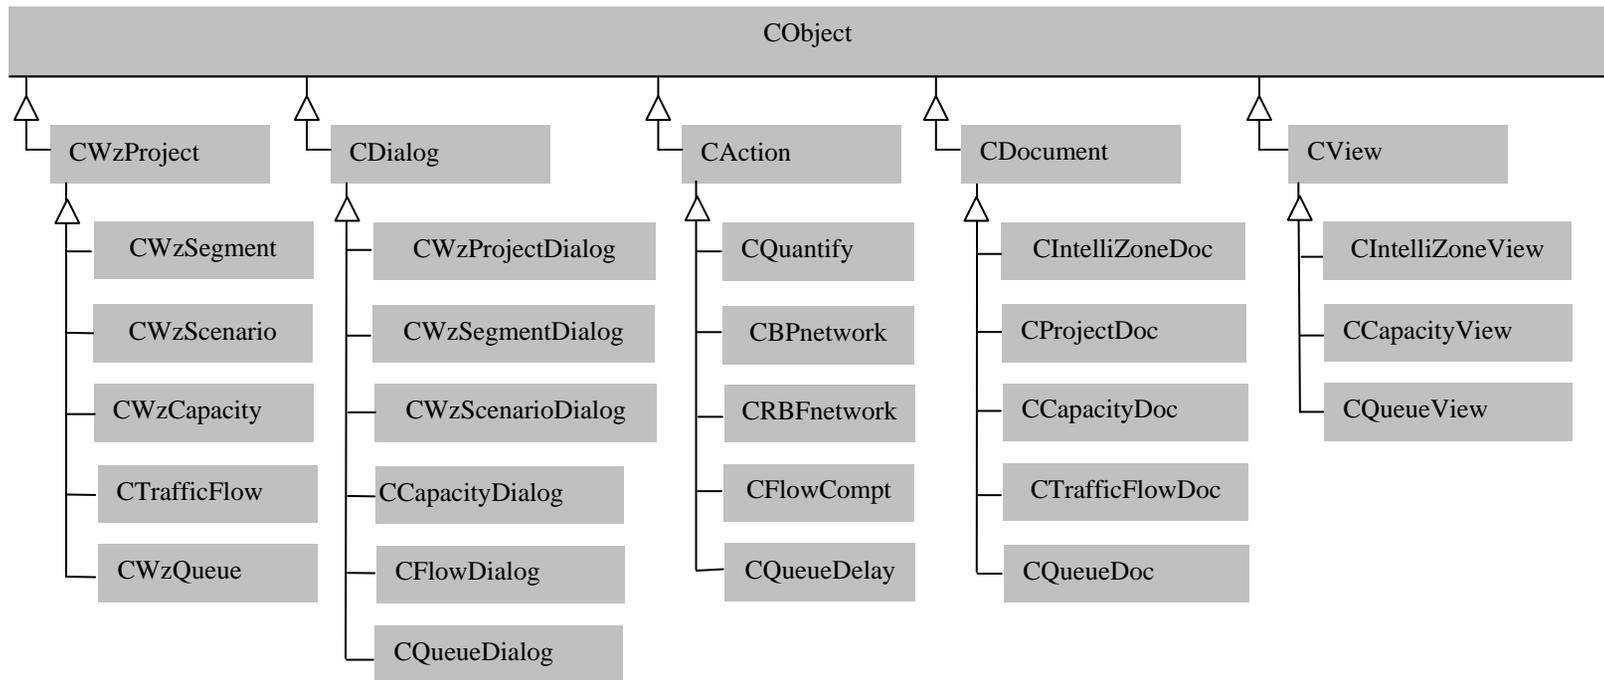 CObject
CWzProject
CDialog
CAction
CDocument
CView
CWzSegment
CWzScenario
CWzCapacity
CTrafficFlow
CWzQueue
CWzProjectDialog
CWzSegmentDialog
CWzScenarioDialog
CCapacityDialog
CFlowDialog
CQueueDialog
CQuantify
CBPnetwork
CRBFnetwork
CFlowCompt
CQueueDelay
CIntelliZoneDoc
CProjectDoc
CCapacityDoc
CTrafficFlowDoc
CQueueDoc
CIntelliZoneView
CCapacityView
CQueueView